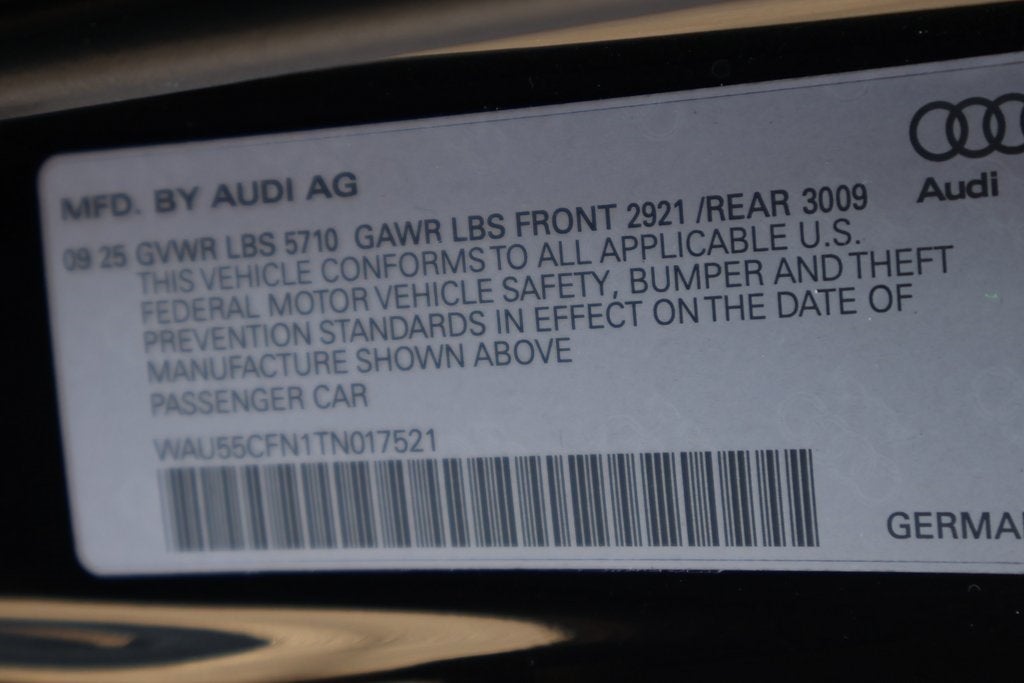 MFD. BY AUDI AG
09 25 GVWR LBS 5710 GAWR LBS FRONT 2921 /REAR 3009
THIS VEHICLE CONFORMS TO ALL APPLICABLE U.S.
FEDERAL MOTOR VEHICLE SAFETY, BUMPER AND THEFT
PREVENTION STANDARDS IN EFFECT ON THE DATE OF
MANUFACTURE SHOWN ABOVE
PASSENGER CAR
WAU55CFN1TN017521
Audi
GERMA